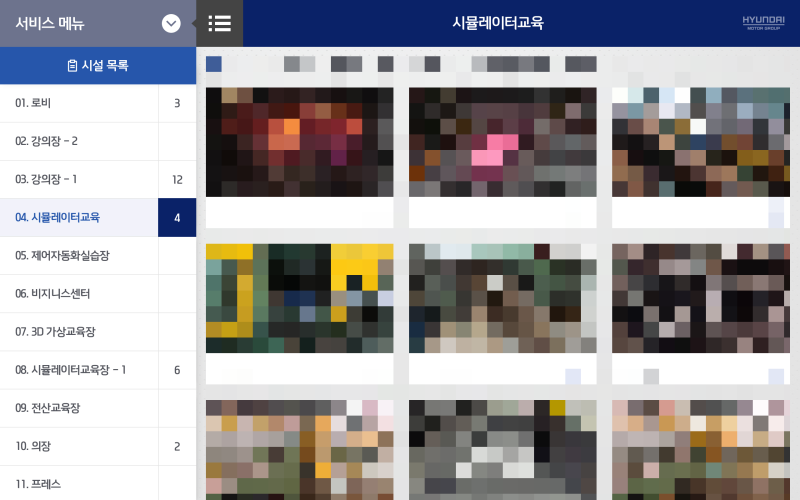 서비스 메뉴
시뮬레이터교육
HYUNDAI
MOTOR GROUP
시설 목록
01. 로비 3
02. 강의장 - 2
03. 강의장 - 1 12
04. 시뮬레이터교육 4
05. 제어자동화실습장
06. 비지니스센터
07. 3D 가상교육장
08. 시뮬레이터교육장 - 1 6
09. 전산교육장
10. 의장 2
11. 프레스